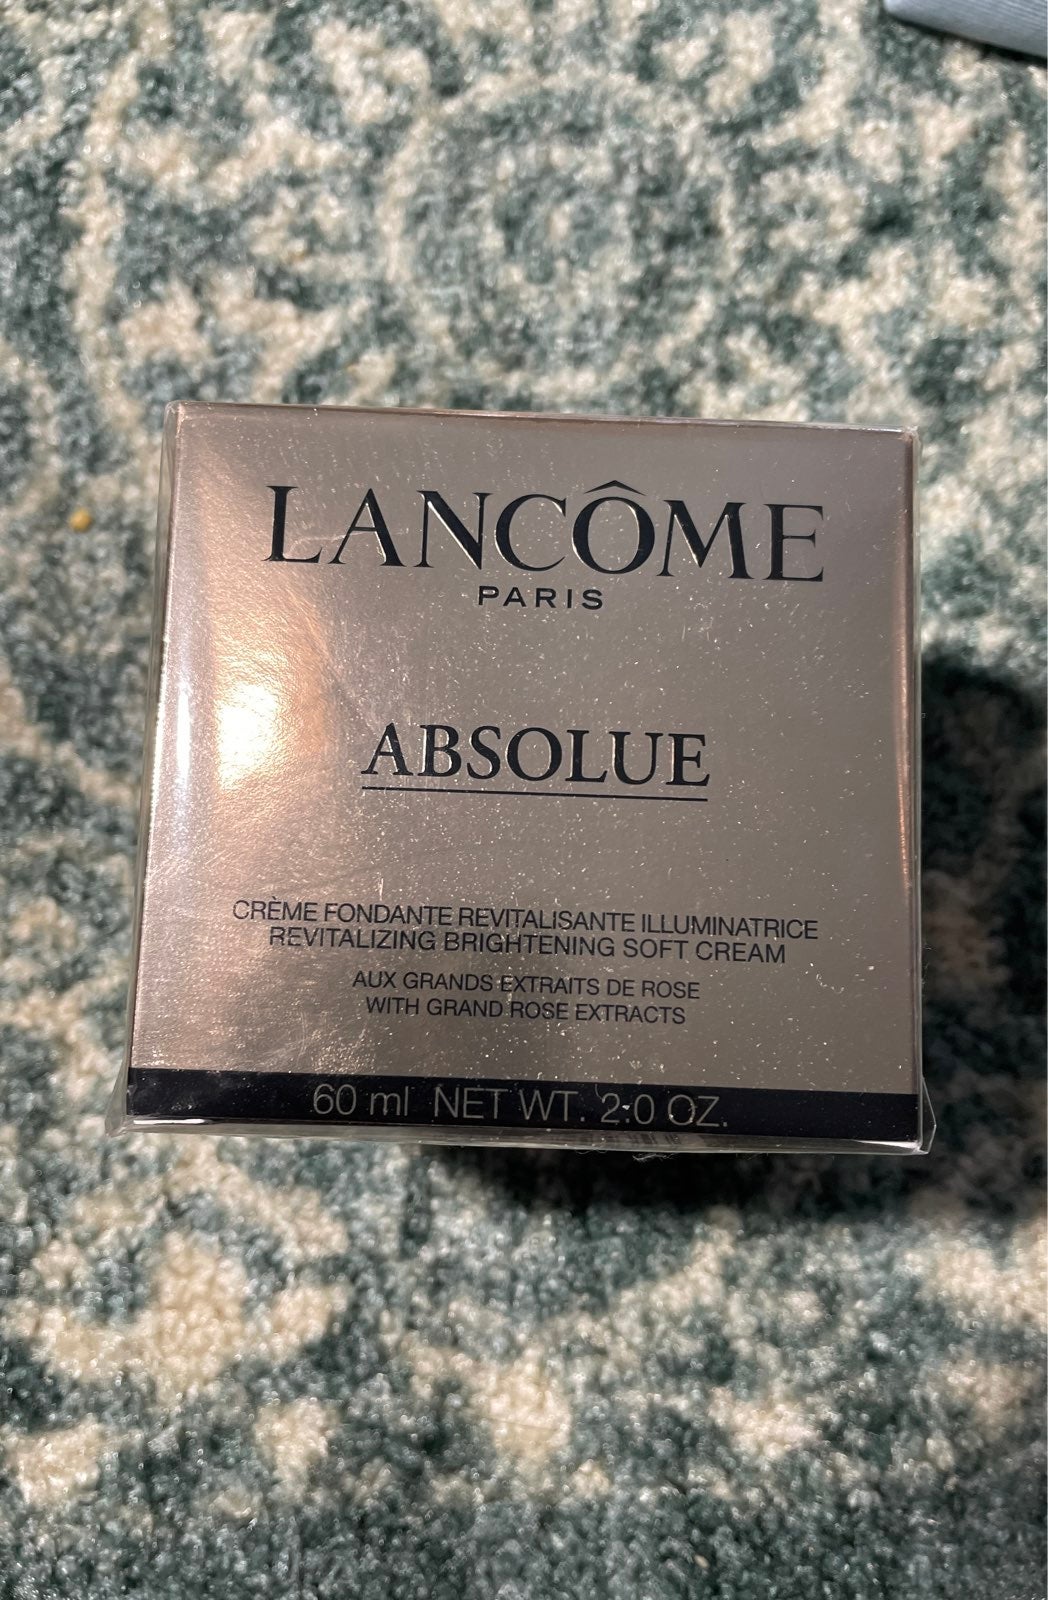 LANCÔME
PARIS
ABSOLUE
CRÈME FONDANTE REVITALISANTE ILLUMINATRICE
REVITALIZING BRIGHTENING SOFT CREAM
AUX GRANDS EXTRAITS DE ROSE
WITH GRAND ROSE EXTRACTS
60 ml NET WT. 2.0 OZ.